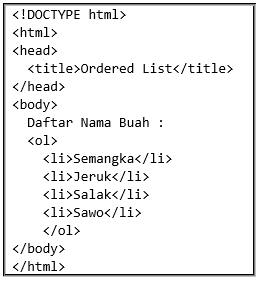 <!DOCTYPE html>
<html>
<head>
  <title>Ordered List</title>
</head>
<body>
  Daftar Nama Buah :
  <ol>
    <li>Semangka</li>
    <li>Jeruk</li>
    <li>Salak</li>
    <li>Sawo</li>
    </ol>
</body>
</html>